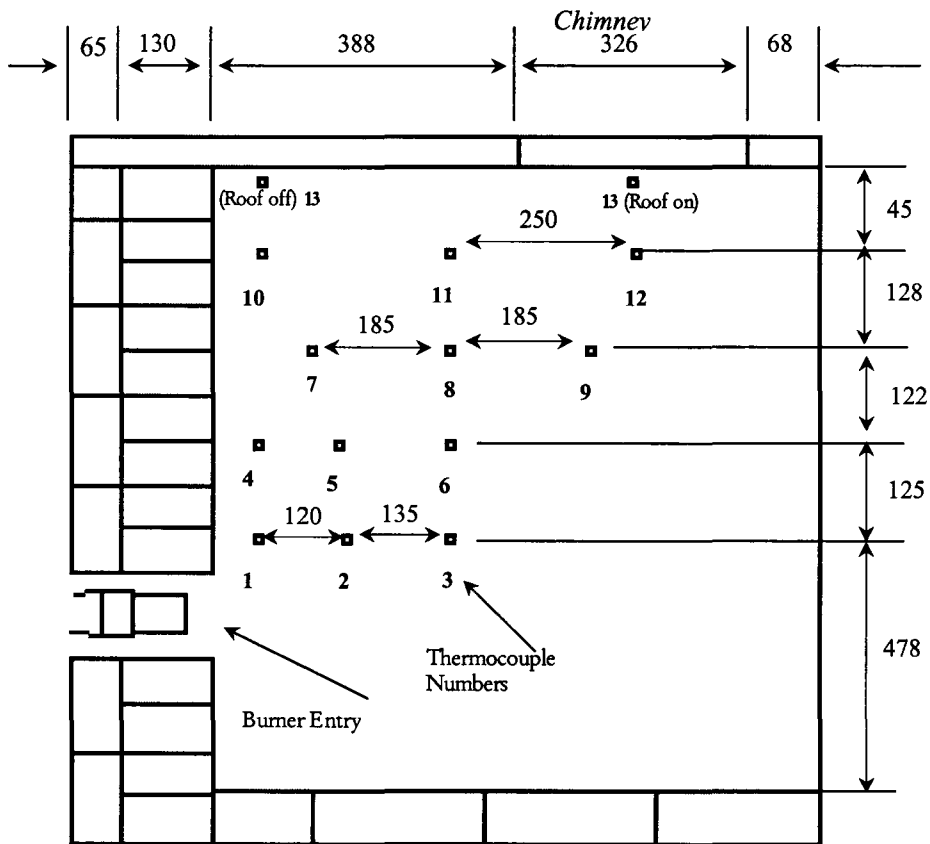 Chimney
65 130 388 326 68
(Roof off) 13 13 (Roof on)
45
250
10 11 12
128
185 185
7 8 9
122
4 5 6
120 135
125
1 2 3
478
Thermocouple
Numbers
Burner Entry